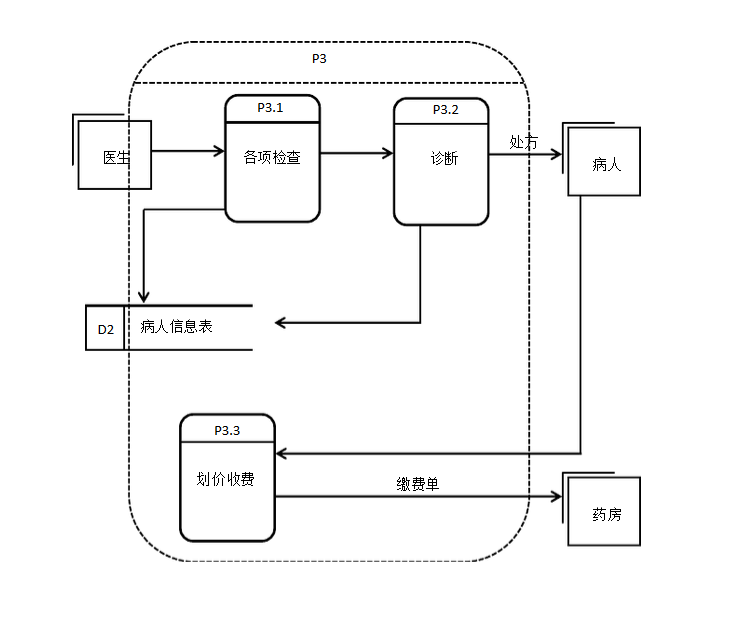 P3
P3.1
P3.2
医生
各项检查
诊断
处方
病人
D2
病人信息表
P3.3
划价收费
缴费单
药房